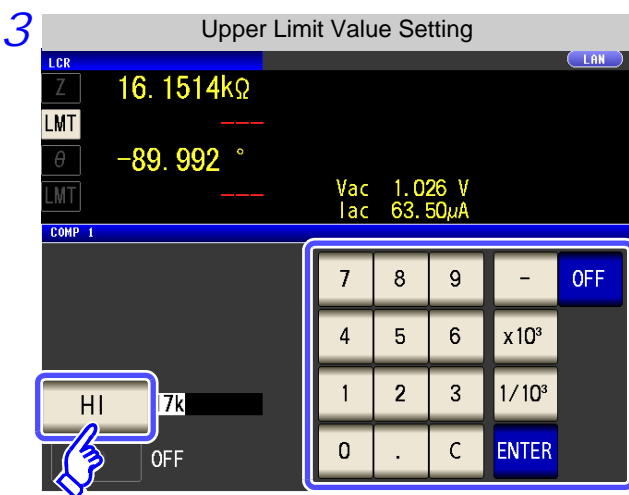 3
Upper Limit Value Setting
LCR
LAN
Z 16.1514kΩ
LMT ---
θ -89.992 °
LMT ---
Vac 1.026 V
Iac 63.50μA
COMP 1
7 8 9 - OFF
4 5 6 x10³
1 2 3 1/10³
0 . C ENTER
HI 17k
OFF